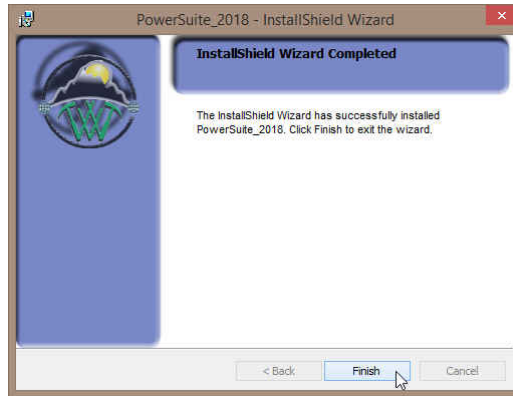 PowerSuite_2018 - InstallShield Wizard
InstallShield Wizard Completed
The InstallShield Wizard has successfully installed
PowerSuite_2018. Click Finish to exit the wizard.
< Back
Finish
Cancel